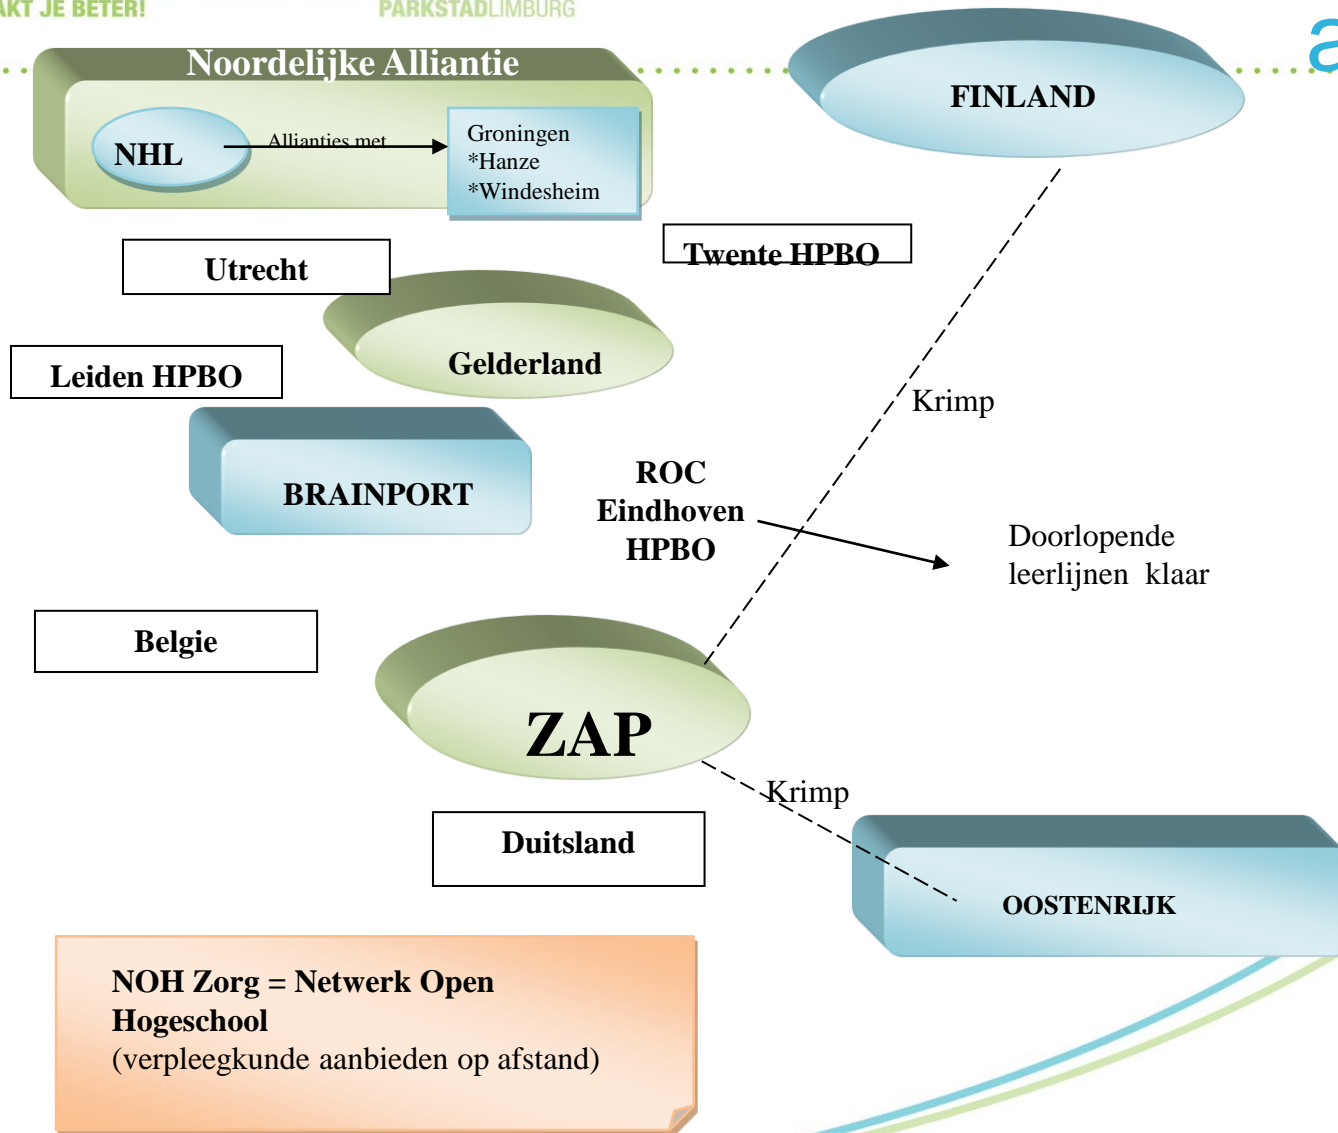 AKT JE BETER!
PARKSTADLIMBURG
a
Noordelijke Alliantie
FINLAND
NHL
Allianties met
Groningen
*Hanze
*Windesheim
Utrecht
Twente HPBO
Gelderland
Leiden HPBO
Krimp
BRAINPORT
ROC
Eindhoven
HPBO
Doorlopende
leerlijnen klaar
Belgie
ZAP
Krimp
Duitsland
OOSTENRIJK
NOH Zorg = Netwerk Open
Hogeschool
(verpleegkunde aanbieden op afstand)